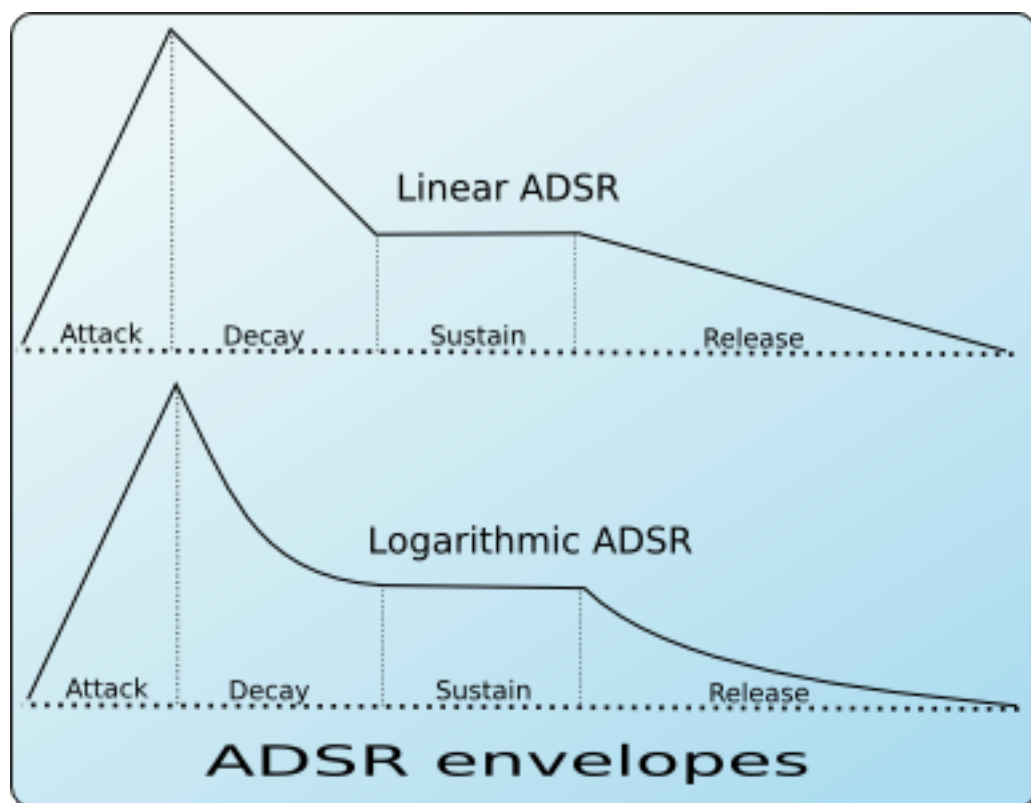 Linear ADSR
Attack Decay Sustain Release
Logarithmic ADSR
Attack Decay Sustain Release
ADSR envelopes